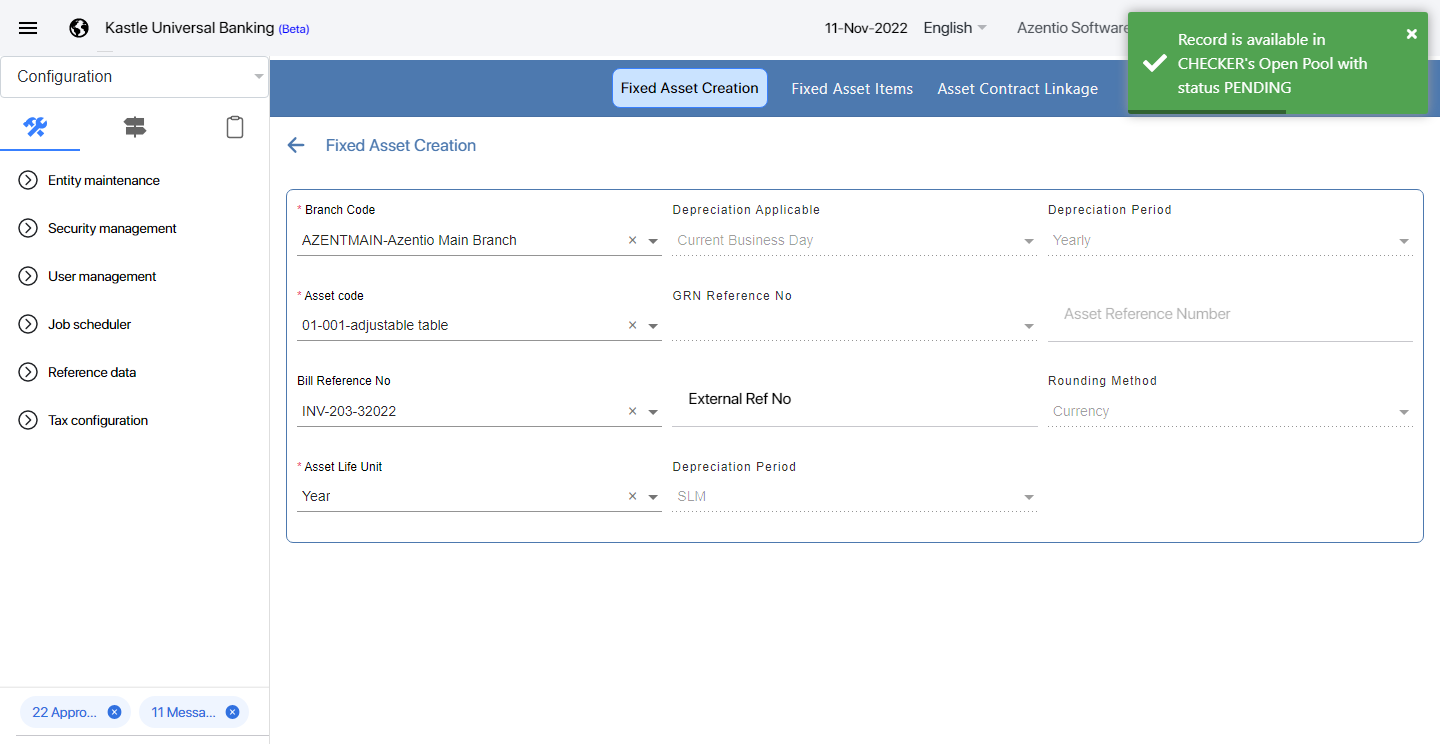 Kastle Universal Banking (Beta)
11-Nov-2022
English
Azentio Software
Record is available in
CHECKER's Open Pool with
status PENDING
Configuration
Fixed Asset Creation
Fixed Asset Items
Asset Contract Linkage
Fixed Asset Creation
Entity maintenance
Security management
User management
Job scheduler
Reference data
Tax configuration
* Branch Code
AZENTMAIN-Azentio Main Branch
Depreciation Applicable
Current Business Day
Depreciation Period
Yearly
* Asset code
01-001-adjustable table
GRN Reference No
Asset Reference Number
Bill Reference No
INV-203-32022
External Ref No
Rounding Method
Currency
* Asset Life Unit
Year
Depreciation Period
SLM
22 Appro...
11 Messa...